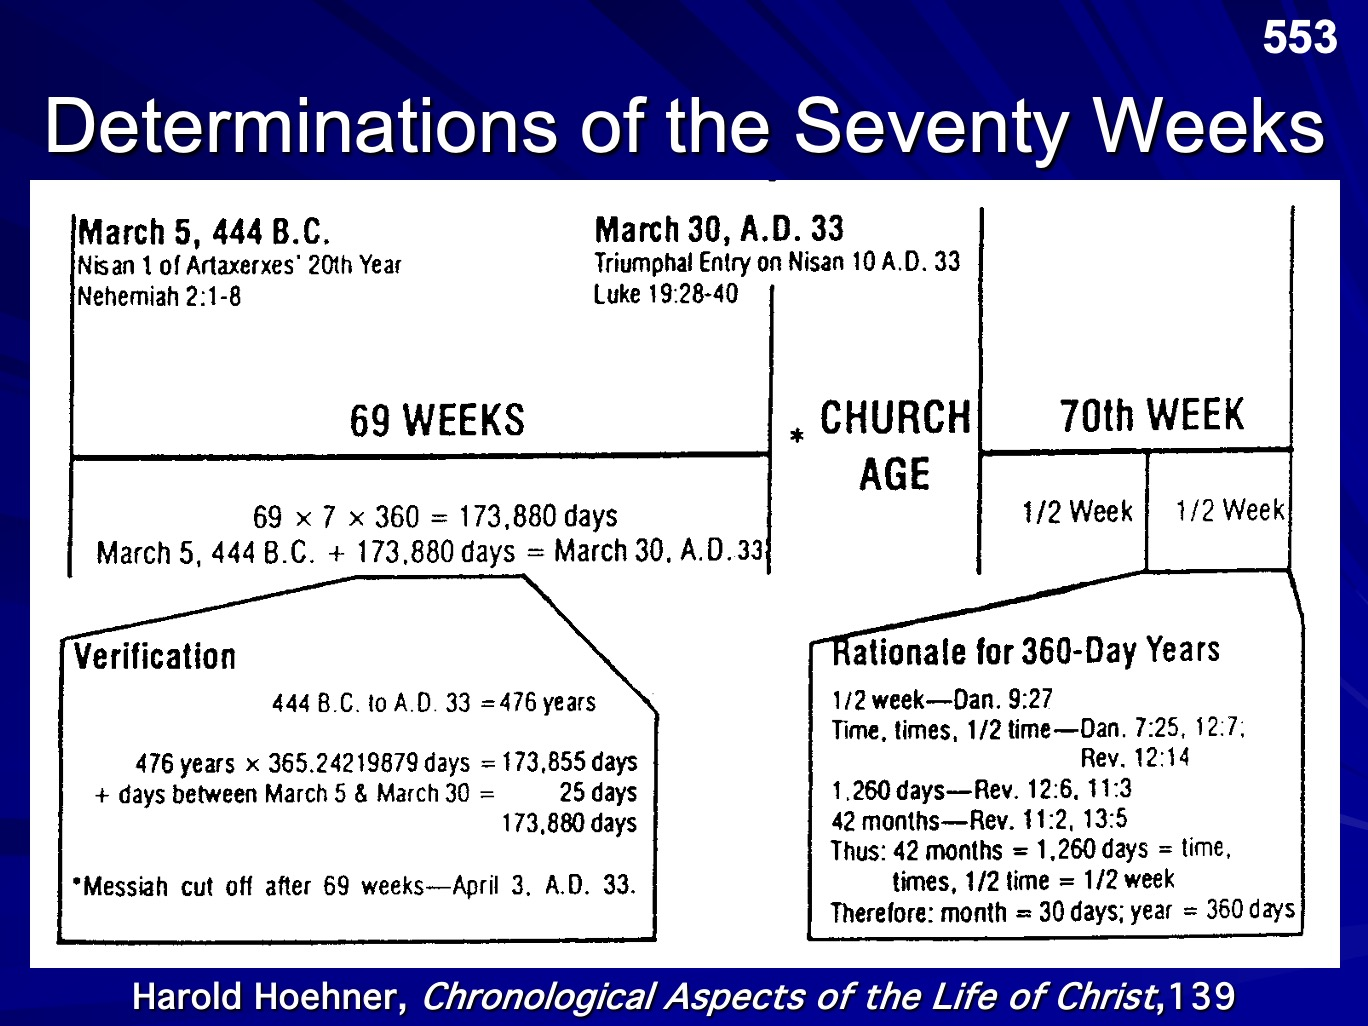 553
Determinations of the Seventy Weeks
March 5, 444 B.C.
Nisan 1 of Artaxerxes' 20th Year
Nehemiah 2:1-8
March 30, A.D. 33
Triumphal Entry on Nisan 10 A.D. 33
Luke 19:28-40
69 WEEKS
* CHURCH
AGE
70th WEEK
69 × 7 × 360 = 173,880 days
March 5, 444 B.C. + 173,880 days = March 30, A.D. 33
1/2 Week
1/2 Week
Verification
444 B.C. to A.D. 33 = 476 years
476 years × 365.24219879 days = 173,855 days
+ days between March 5 & March 30 = 25 days
173,880 days
*Messiah cut off after 69 weeks—April 3, A.D. 33.
Rationale for 360-Day Years
1/2 week—Dan. 9:27
Time, times, 1/2 time—Dan. 7:25, 12:7;
Rev. 12:14
1,260 days—Rev. 12:6, 11:3
42 months—Rev. 11:2, 13:5
Thus: 42 months = 1,260 days = time,
times, 1/2 time = 1/2 week
Therefore: month = 30 days; year = 360 days
Harold Hoehner, Chronological Aspects of the Life of Christ,139